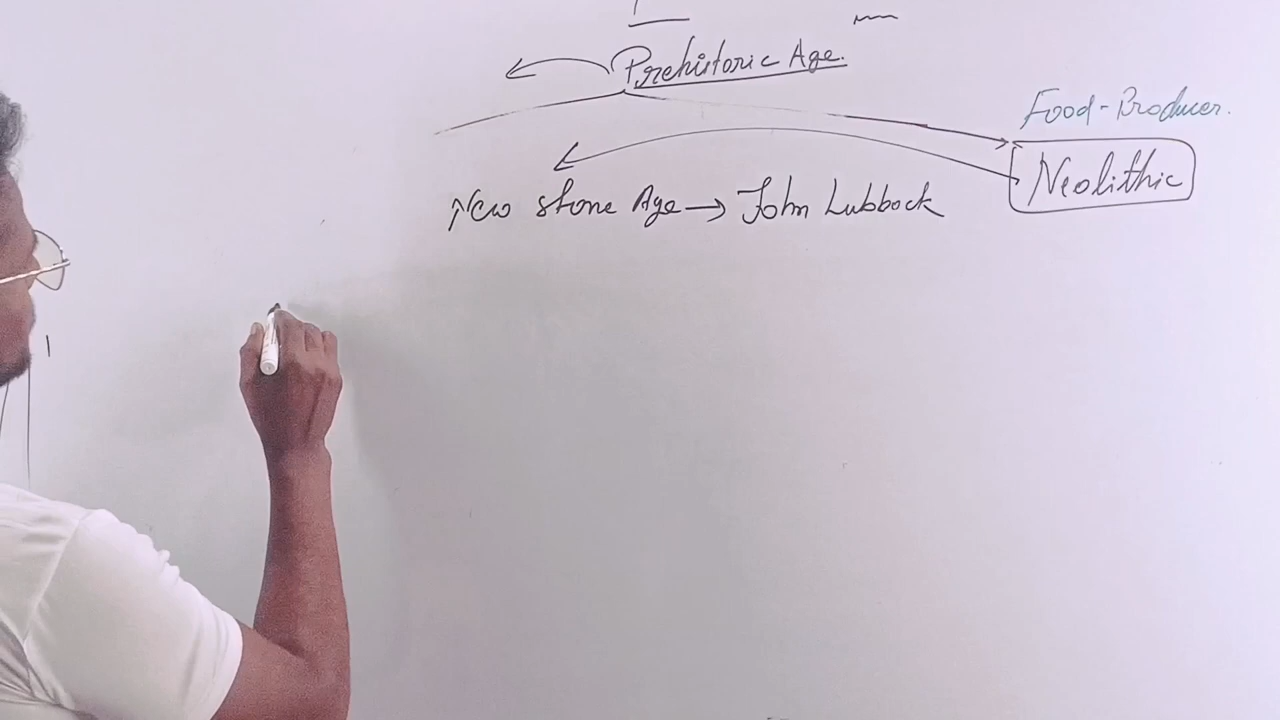 Prehistoric Age.
Food-Producer.
Neolithic
New stone Age → John Lubbock